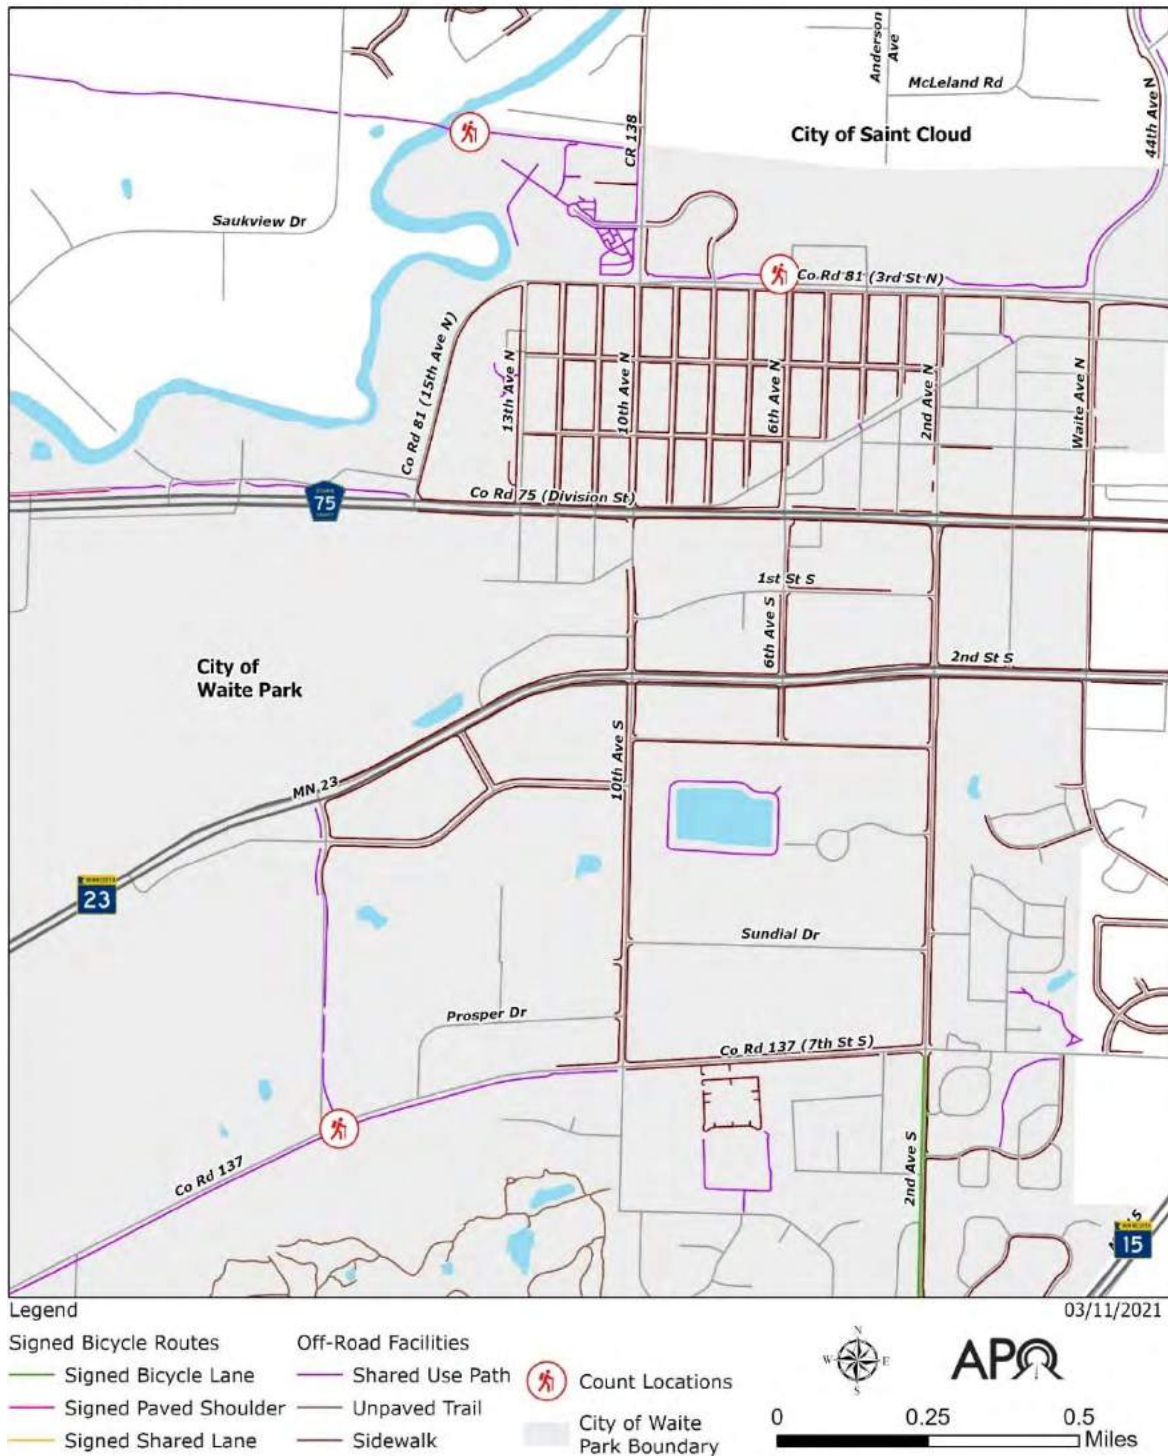 Anderson
Ave
McLeland Rd
44th Ave N
CR 138
City of Saint Cloud
Saukview Dr
Co Rd 81 (3rd St N)
Co Rd 81 (15th Ave N)
13th Ave N
10th Ave N
6th Ave N
2nd Ave N
Waite Ave N
75
Co Rd 75 (Division St)
1st St S
6th Ave S
2nd St S
City of
Waite Park
10th Ave S
MN 23
MINNESOTA
23
Sundial Dr
Prosper Dr
Co Rd 137 (7th St S)
Co Rd 137
2nd Ave S
MINNESOTA
15
Legend
03/11/2021
Signed Bicycle Routes
Signed Bicycle Lane
Signed Paved Shoulder
Signed Shared Lane
Off-Road Facilities
Shared Use Path
Unpaved Trail
Sidewalk
Count Locations
City of Waite
Park Boundary
N
W E
S
APO
0 0.25 0.5
Miles